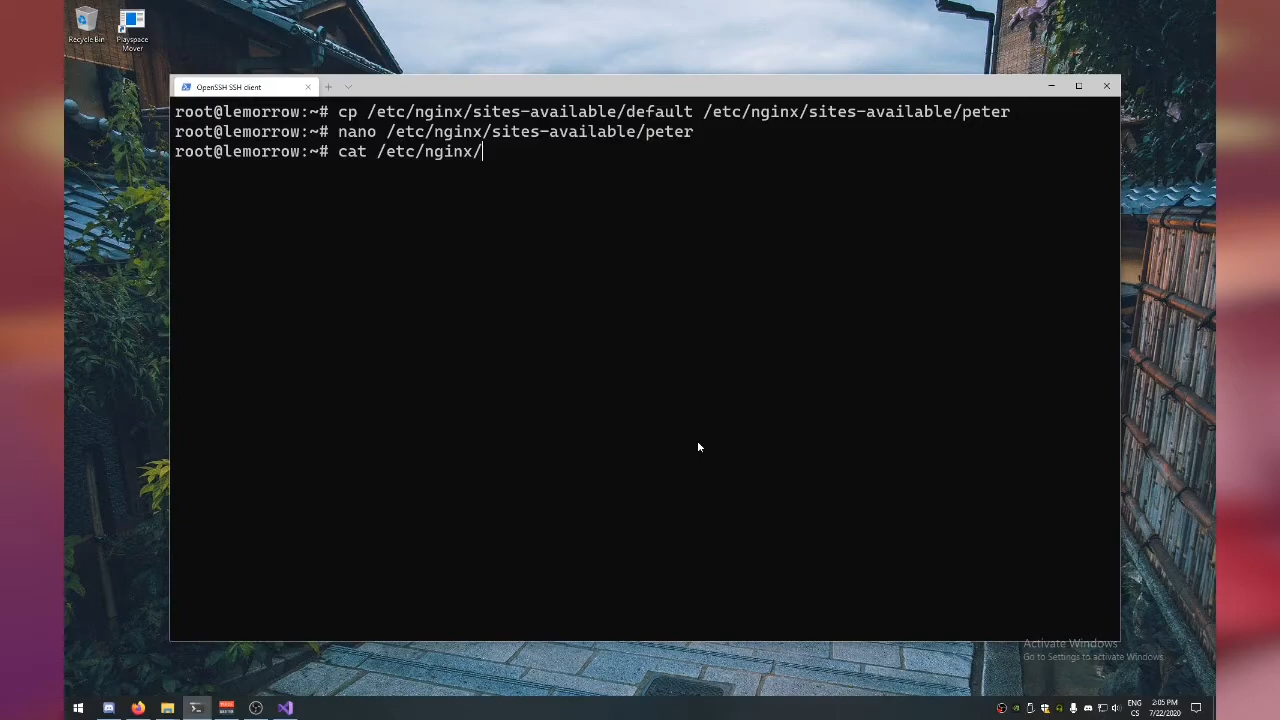 Recycle Bin
Playspace
Mover
OpenSSH SSH client
root@lemorrow:~# cp /etc/nginx/sites-available/default /etc/nginx/sites-available/peter
root@lemorrow:~# nano /etc/nginx/sites-available/peter
root@lemorrow:~# cat /etc/nginx/
Activate Windows
Go to Settings to activate Windows.
ENG
CS
2:05 PM
7/22/2020